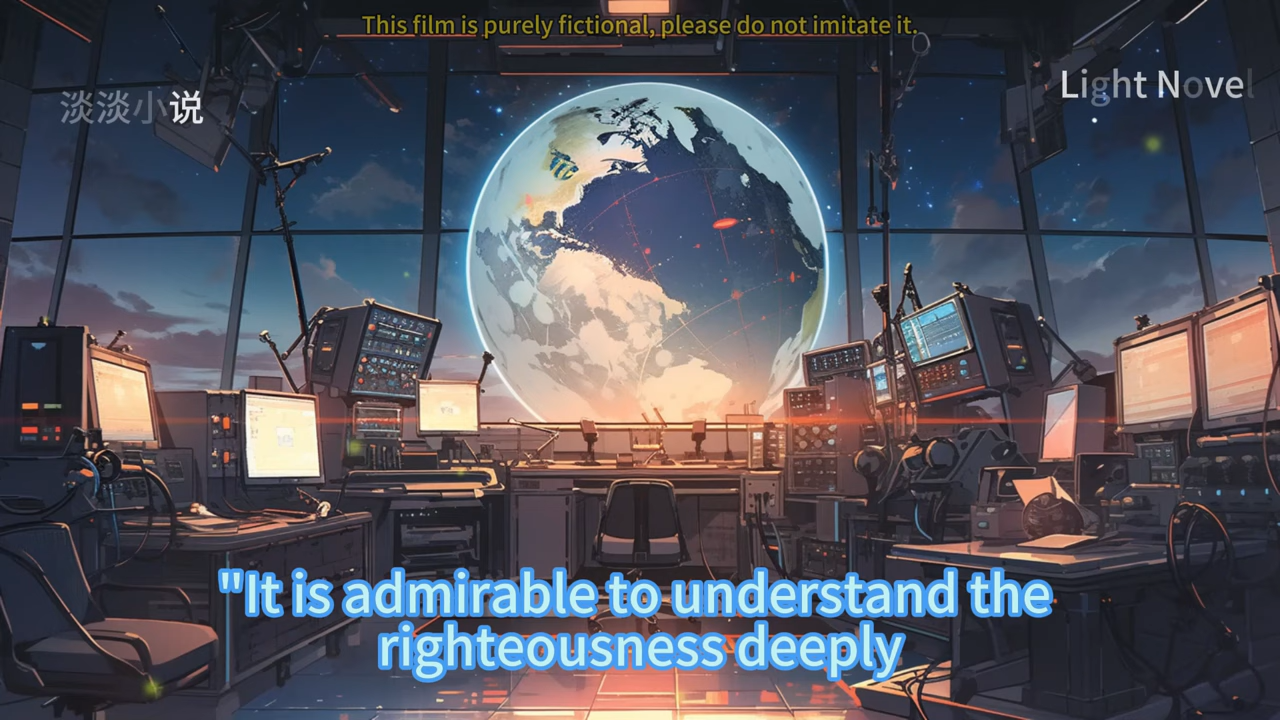 This film is purely fictional, please do not imitate it.
淡淡小说
Light Novel
"It is admirable to understand the
righteousness deeply